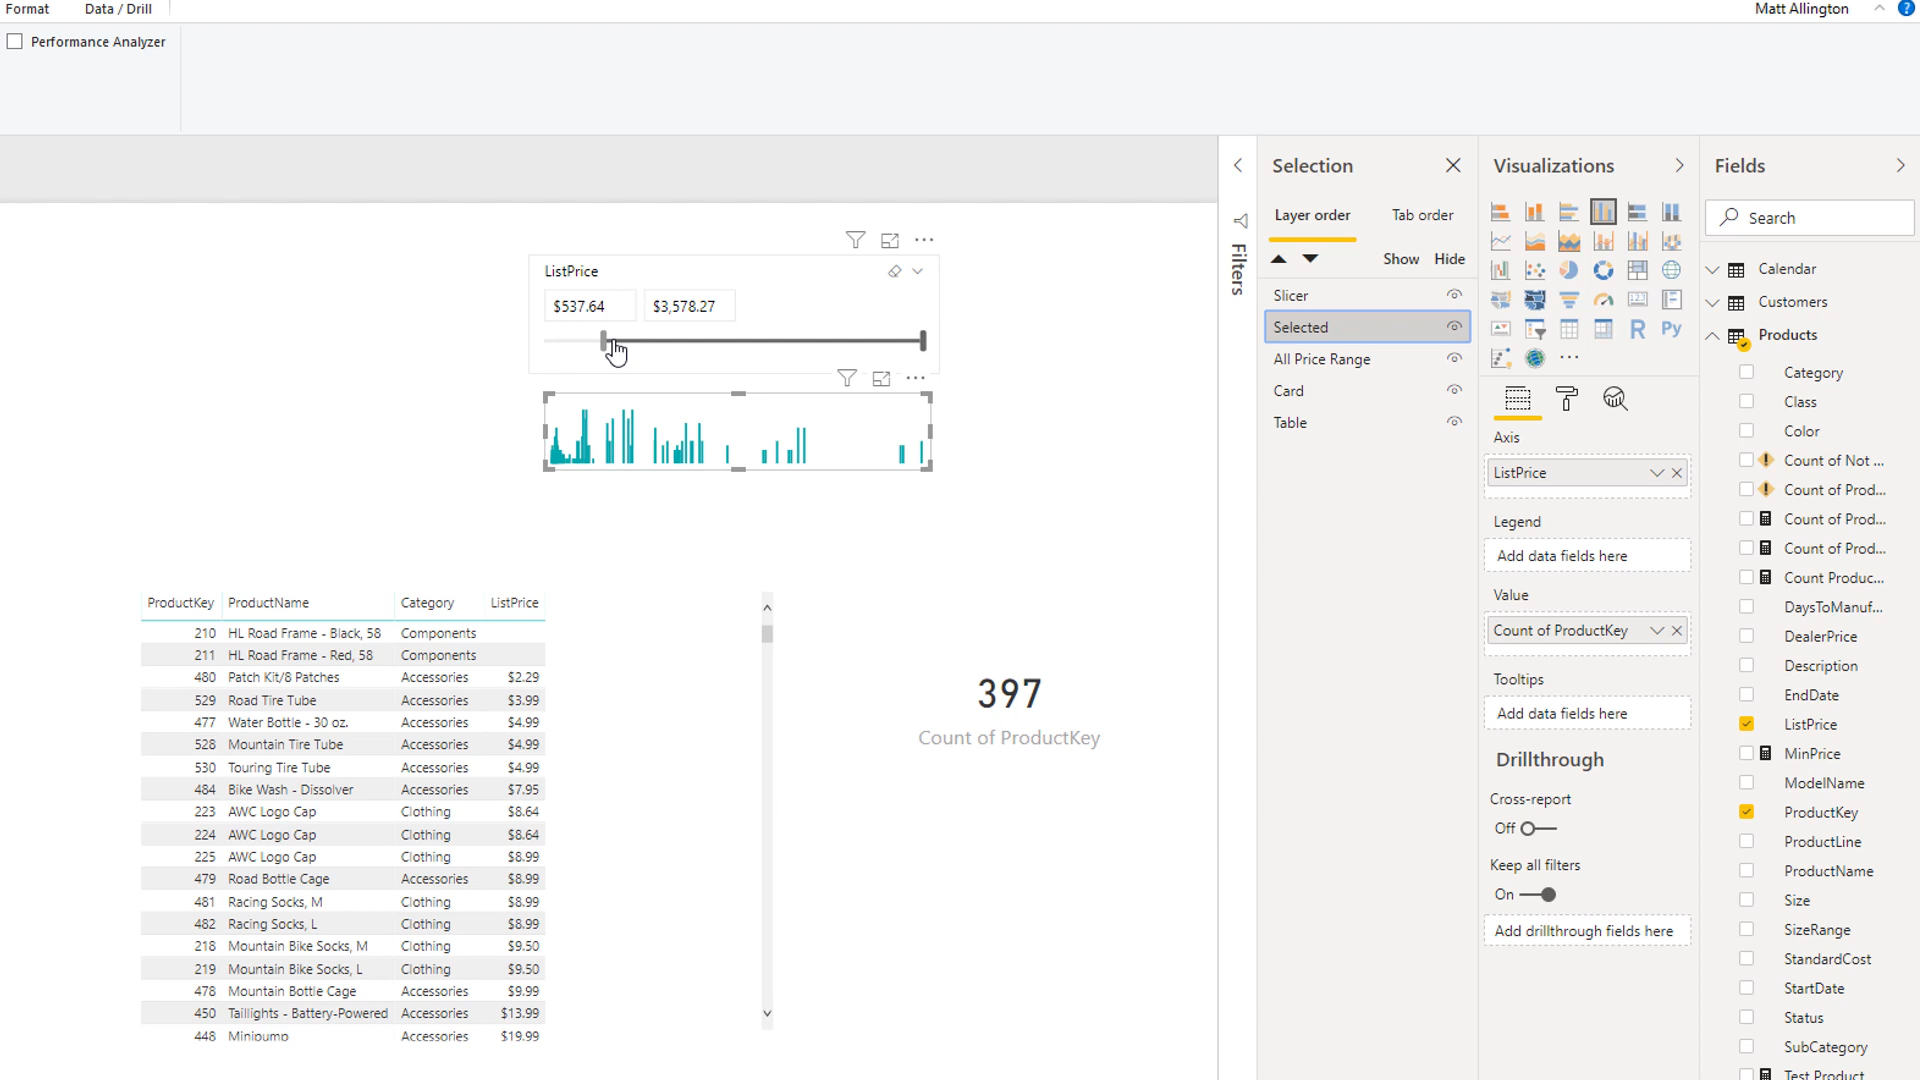 Format Data / Drill Matt Allington ?
Performance Analyzer
Selection Visualizations Fields
Layer order Tab order Search
Show Hide
Filters
Slicer
Selected
All Price Range
Card
Table
ListPrice
$537.64 $3,578.27
R Py
Axis
ListPrice
Legend
Add data fields here
Value
Count of ProductKey
Tooltips
Add data fields here
Drillthrough
Cross-report
Off
Keep all filters
On
Add drillthrough fields here
Calendar
Customers
Products
Category
Class
Color
Count of Not ...
Count of Prod...
Count of Prod...
Count of Prod...
Count Produc...
DaysToManuf...
DealerPrice
Description
EndDate
ListPrice
MinPrice
ModelName
ProductKey
ProductLine
ProductName
Size
SizeRange
StandardCost
StartDate
Status
SubCategory
Test Product
ProductKey ProductName Category ListPrice
210 HL Road Frame - Black, 58 Components
211 HL Road Frame - Red, 58 Components
480 Patch Kit/8 Patches Accessories $2.29
529 Road Tire Tube Accessories $3.99
477 Water Bottle - 30 oz. Accessories $4.99
528 Mountain Tire Tube Accessories $4.99
530 Touring Tire Tube Accessories $4.99
484 Bike Wash - Dissolver Accessories $7.95
223 AWC Logo Cap Clothing $8.64
224 AWC Logo Cap Clothing $8.64
225 AWC Logo Cap Clothing $8.99
479 Road Bottle Cage Accessories $8.99
481 Racing Socks, M Clothing $8.99
482 Racing Socks, L Clothing $8.99
218 Mountain Bike Socks, M Clothing $9.50
219 Mountain Bike Socks, L Clothing $9.50
478 Mountain Bottle Cage Accessories $9.99
450 Taillights - Battery-Powered Accessories $13.99
448 Minipump Accessories $19.99
397
Count of ProductKey